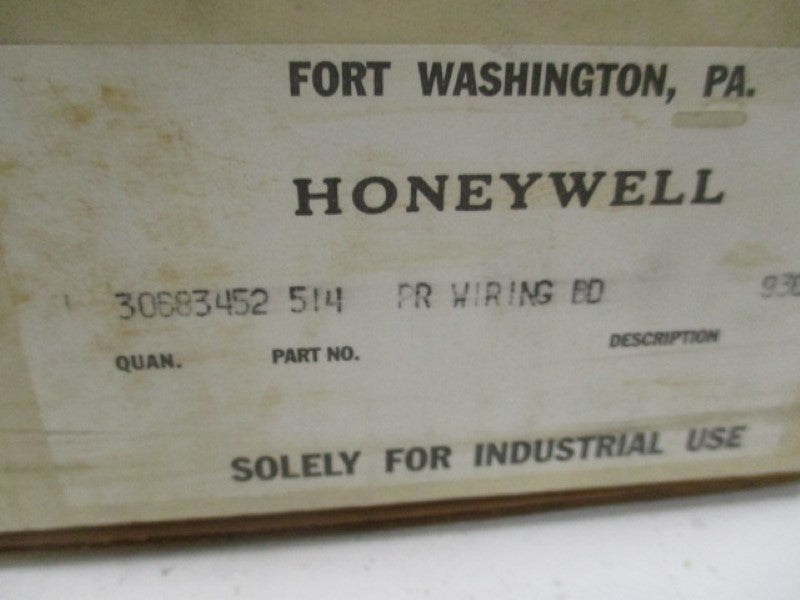 FORT WASHINGTON, PA.
HONEYWELL
30683452 514 PR WIRING BD
QUAN. PART NO. DESCRIPTION
SOLELY FOR INDUSTRIAL USE